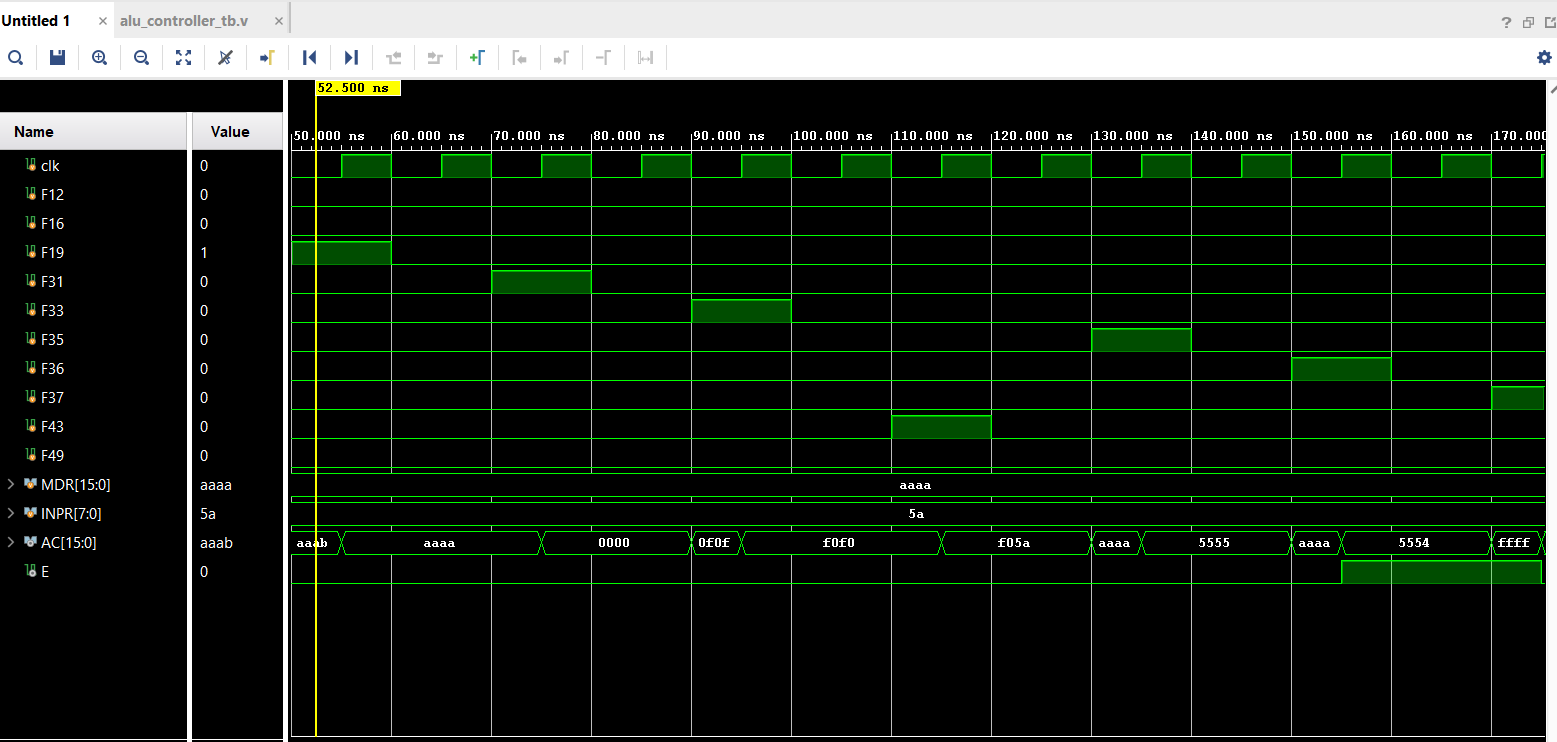 Untitled 1 × alu_controller_tb.v ×
?
52.500 ns
Name Value
50.000 ns 60.000 ns 70.000 ns 80.000 ns 90.000 ns 100.000 ns 110.000 ns 120.000 ns 130.000 ns 140.000 ns 150.000 ns 160.000 ns 170.000
clk 0
F12 0
F16 0
F19 1
F31 0
F33 0
F35 0
F36 0
F37 0
F43 0
F49 0
MDR[15:0] aaaa aaaa
INPR[7:0] 5a 5a
AC[15:0] aaab aaab aaaa 0000 0f0f f0f0 f05a aaaa 5555 aaaa 5554 ffff
E 0